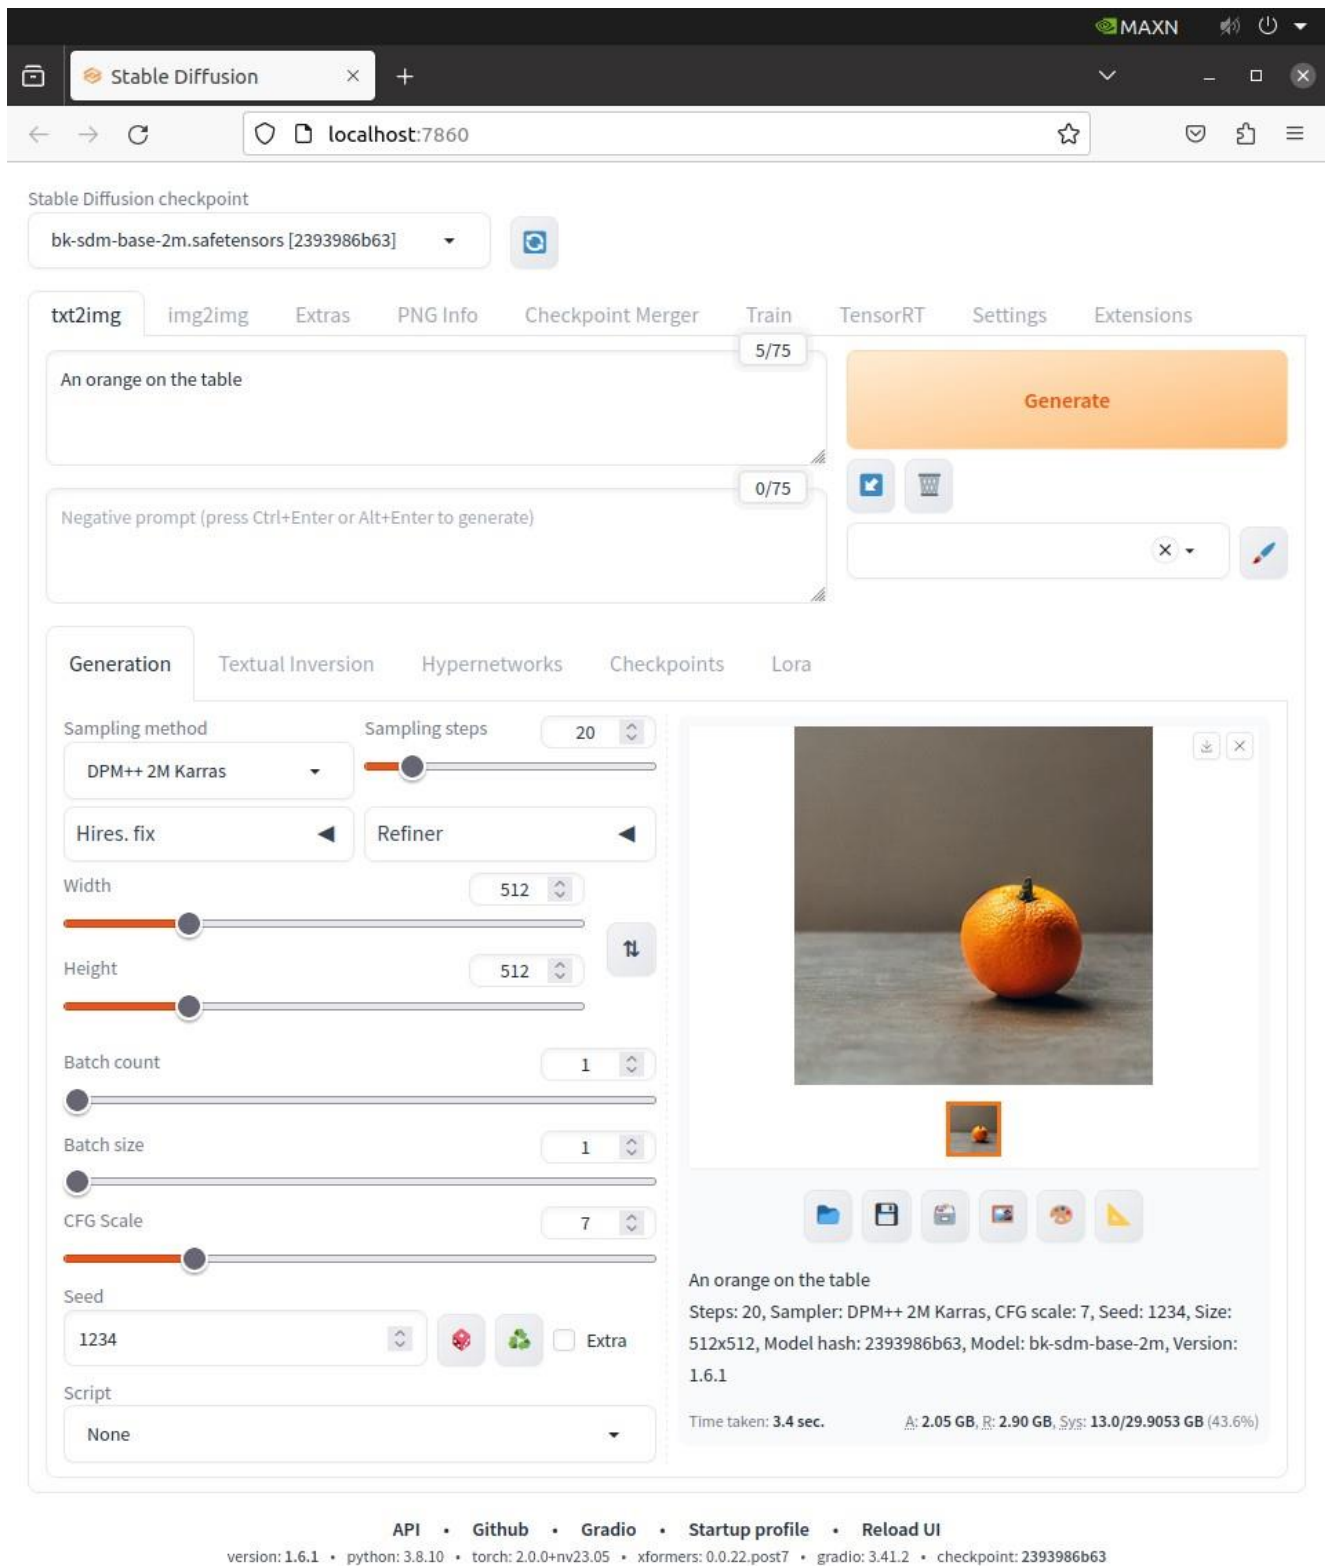 MAXN
Stable Diffusion
localhost:7860
Stable Diffusion checkpoint
bk-sdm-base-2m.safetensors [2393986b63]
txt2img img2img Extras PNG Info Checkpoint Merger Train TensorRT Settings Extensions
5/75
An orange on the table
Generate
0/75
Negative prompt (press Ctrl+Enter or Alt+Enter to generate)
Generation Textual Inversion Hypernetworks Checkpoints Lora
Sampling method
DPM++ 2M Karras
Sampling steps 20
Hires. fix
Refiner
Width 512
Height 512
Batch count 1
Batch size 1
CFG Scale 7
Seed
1234
Extra
Script
None
An orange on the table
Steps: 20, Sampler: DPM++ 2M Karras, CFG scale: 7, Seed: 1234, Size:
512x512, Model hash: 2393986b63, Model: bk-sdm-base-2m, Version:
1.6.1
Time taken: 3.4 sec. A: 2.05 GB, R: 2.90 GB, Sys: 13.0/29.9053 GB (43.6%)
API • Github • Gradio • Startup profile • Reload UI
version: 1.6.1 • python: 3.8.10 • torch: 2.0.0+nv23.05 • xformers: 0.0.22.post7 • gradio: 3.41.2 • checkpoint: 2393986b63